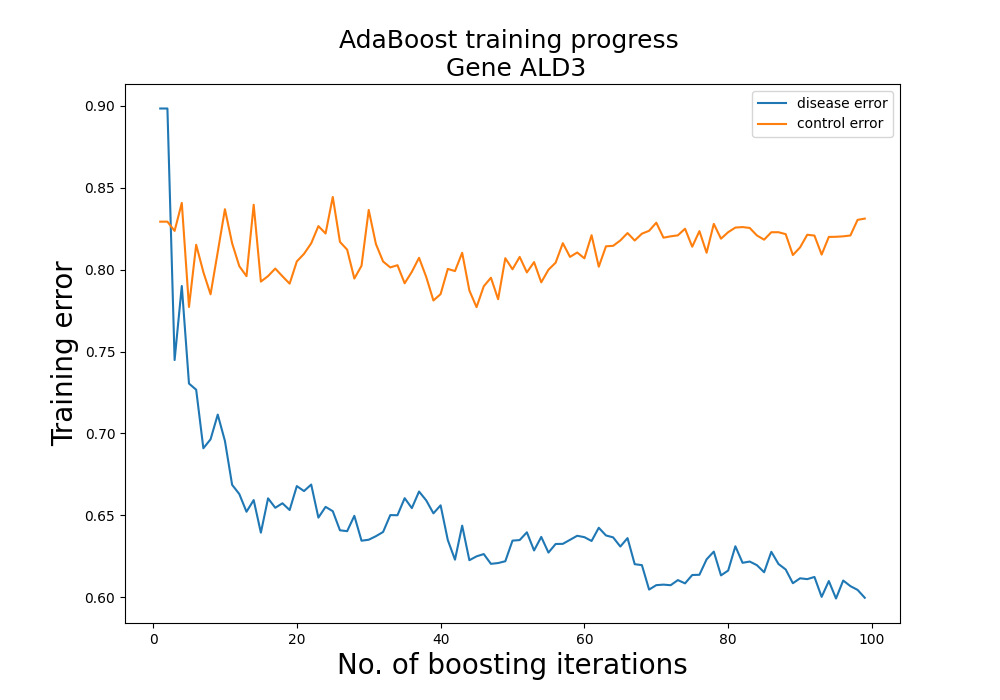 AdaBoost training progress
Gene ALD3
disease error
control error
Training error
0.90
0.85
0.80
0.75
0.70
0.65
0.60
0
20
40
60
80
100
No. of boosting iterations